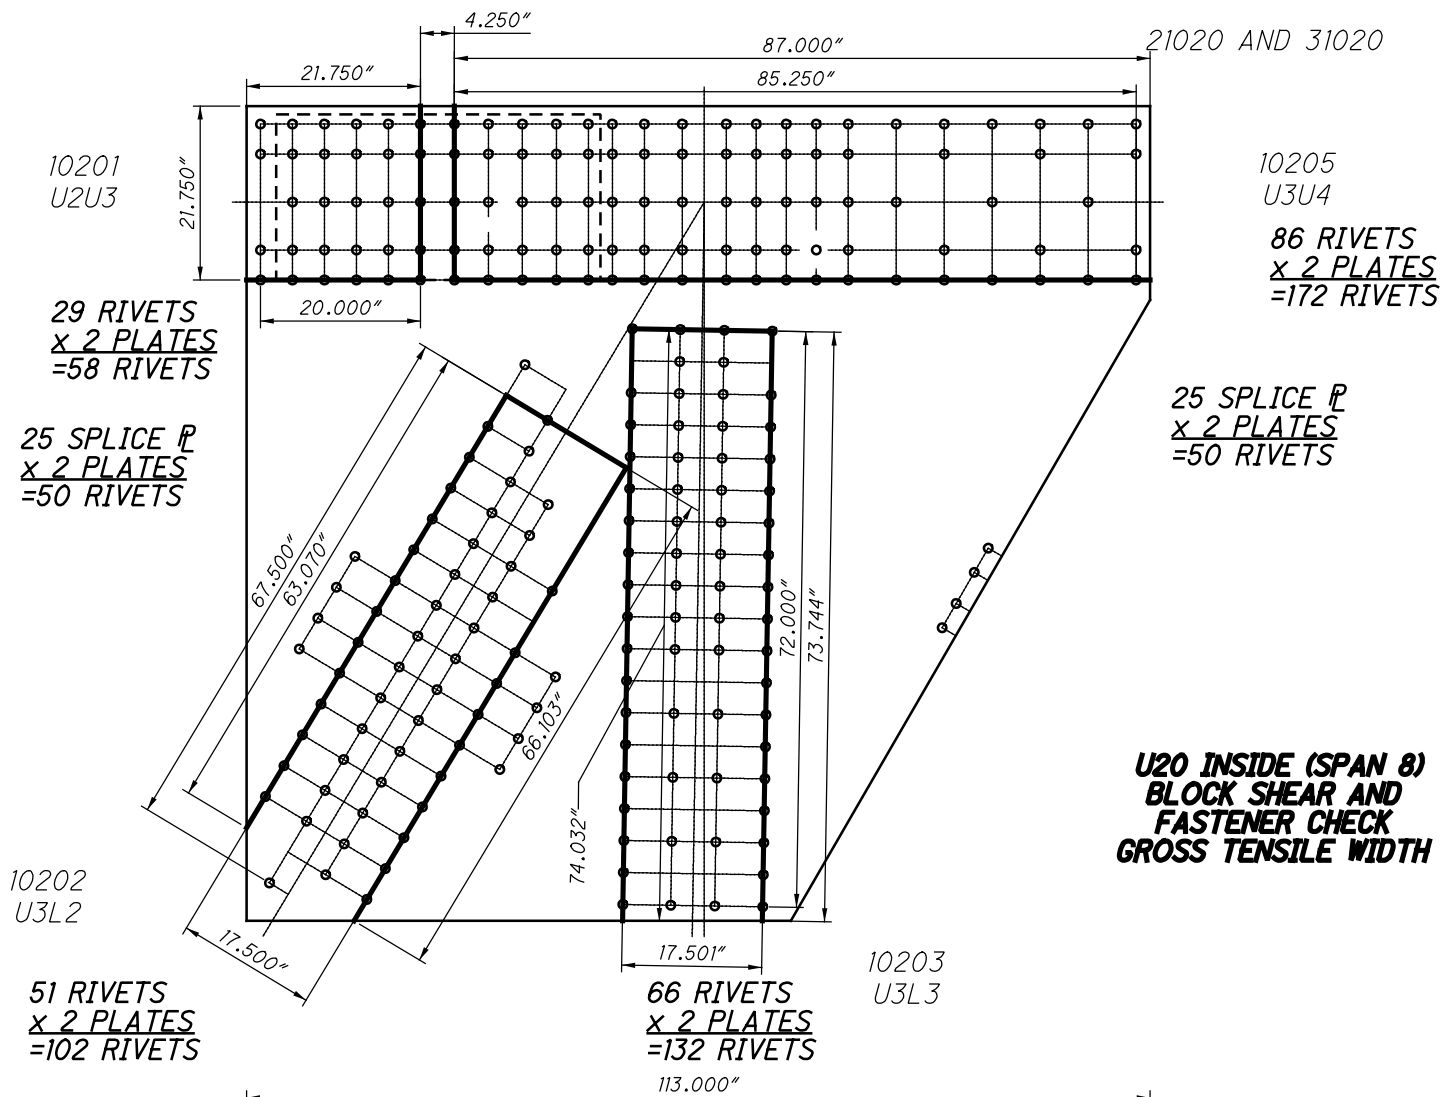 4.250"
87.000"
21020 AND 31020
21.750"
85.250"
10201
U2U3
21.750"
10205
U3U4
86 RIVETS
x 2 PLATES
=172 RIVETS
20.000"
29 RIVETS
x 2 PLATES
=58 RIVETS
25 SPLICE ⅊
x 2 PLATES
=50 RIVETS
25 SPLICE ⅊
x 2 PLATES
=50 RIVETS
67.500"
63.070"
72.000"
73.744"
66.103"
74.032"
U20 INSIDE (SPAN 8)
BLOCK SHEAR AND
FASTENER CHECK
GROSS TENSILE WIDTH
10202
U3L2
17.500"
17.501"
10203
U3L3
51 RIVETS
x 2 PLATES
=102 RIVETS
66 RIVETS
x 2 PLATES
=132 RIVETS
113.000"